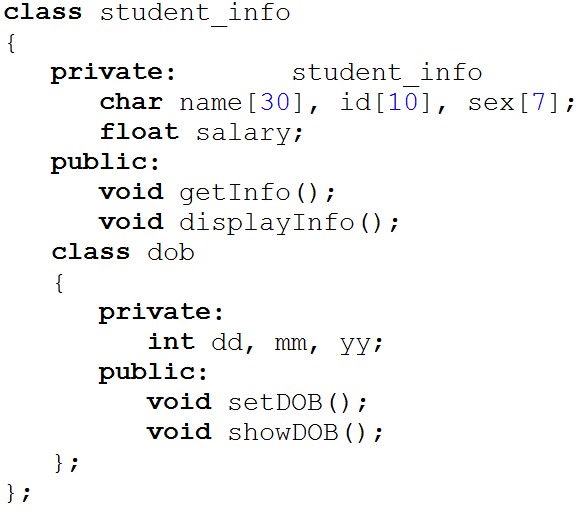 class student_info
{
private: student_info
char name[30], id[10], sex[7];
float salary;
public:
void getInfo();
void displayInfo();
class dob
{
private:
int dd, mm, yy;
public:
void setDOB();
void showDOB();
};
};